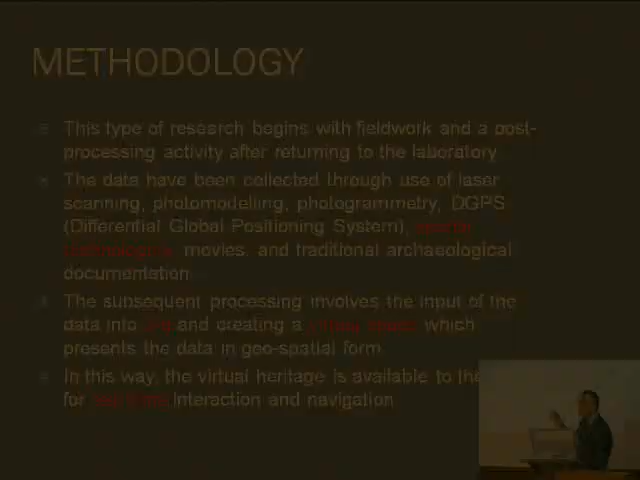 METHODOLOGY
This type of research begins with fieldwork and a post-
processing activity after returning to the laboratory
The data have been collected through use of laser
scanning, photomodelling, photogrammetry, DGPS
(Differential Global Positioning System),
movies, and traditional archaeological
documentation
The subsequent processing involves the input of the
data into and creating a which
presents the data in geo-spatial form
In this way, the virtual heritage is available to the
for interaction and navigation